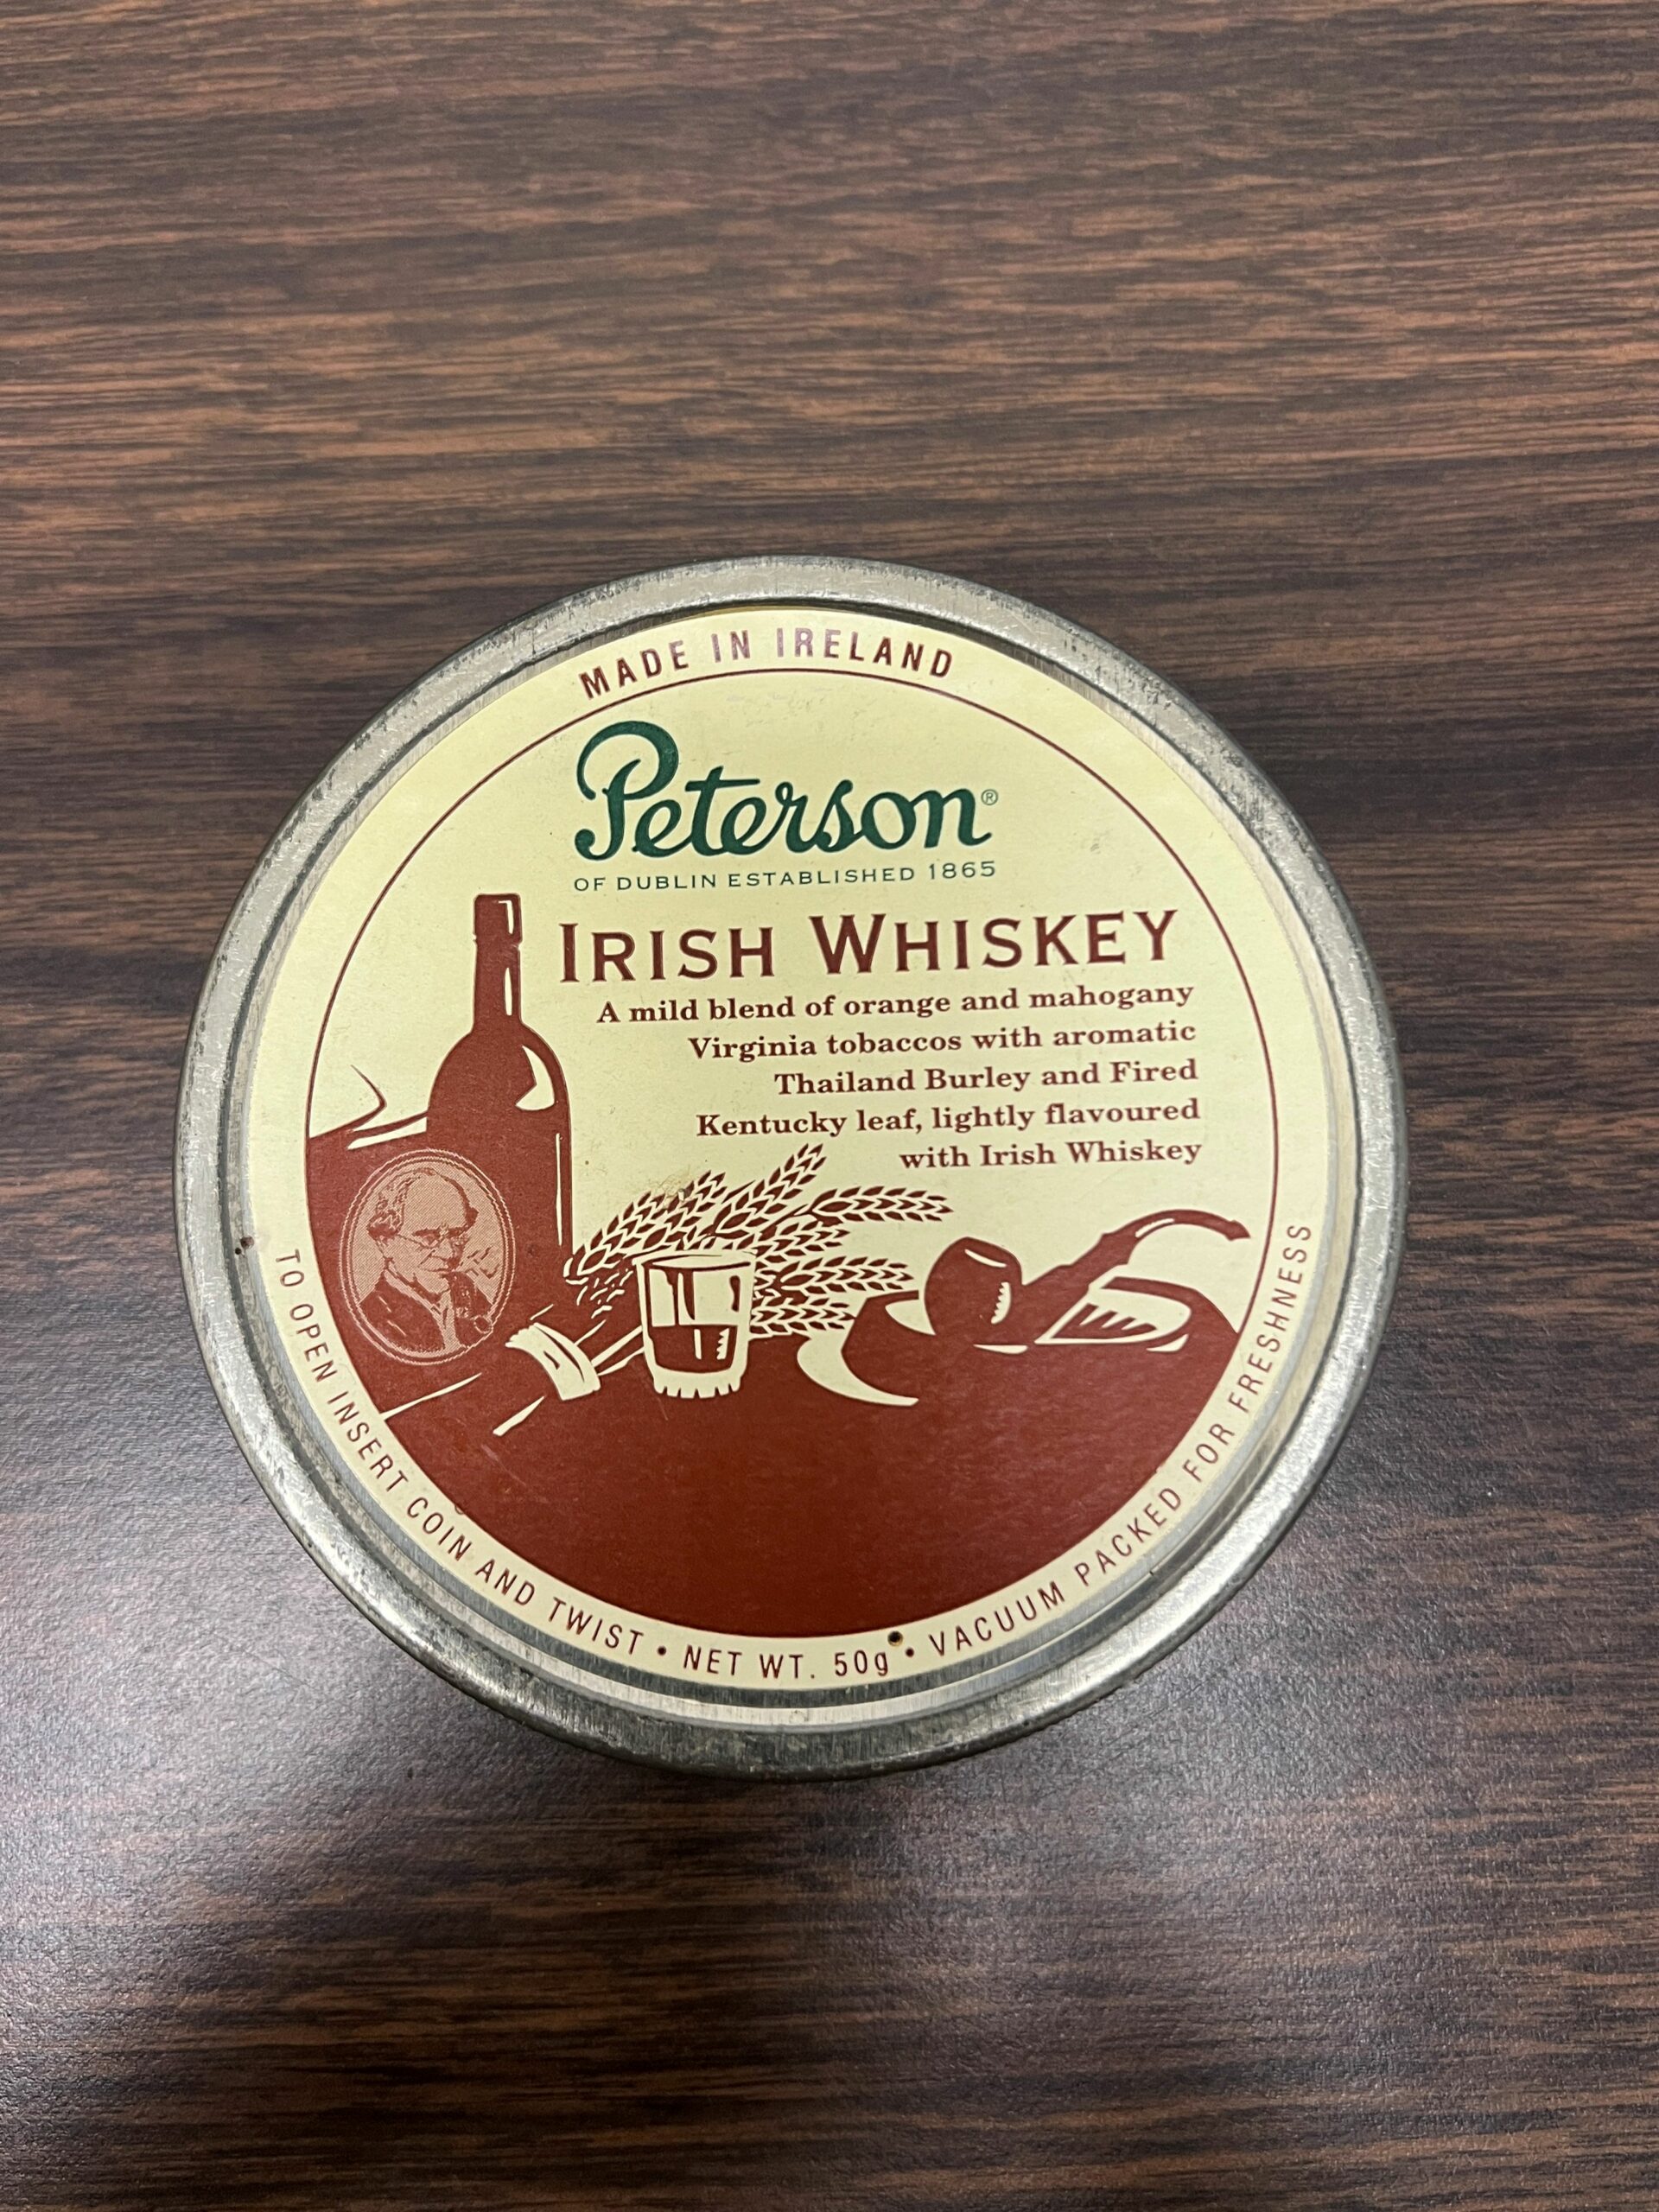 MADE IN IRELAND
Peterson®
OF DUBLIN ESTABLISHED 1865
IRISH WHISKEY
A mild blend of orange and mahogany
Virginia tobaccos with aromatic
Thailand Burley and Fired
Kentucky leaf, lightly flavoured
with Irish Whiskey
TO OPEN INSERT COIN AND TWIST • NET WT. 50g • VACUUM PACKED FOR FRESHNESS